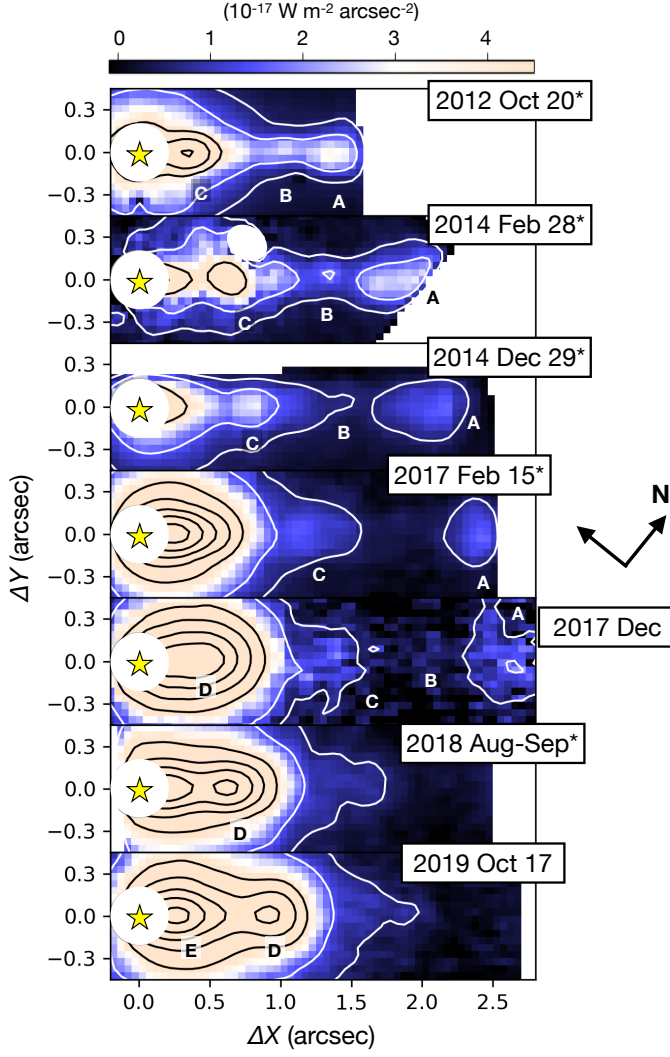 (10⁻¹⁷ W m⁻² arcsec⁻²)
0 1 2 3 4
2012 Oct 20*
0.3
0.0
−0.3
C B A
2014 Feb 28*
0.3
0.0
−0.3
C B A
2014 Dec 29*
0.3
0.0
−0.3
C B A
2017 Feb 15*
0.3
0.0
−0.3
C A
N
2017 Dec
0.3
0.0
−0.3
D C B A
2018 Aug-Sep*
0.3
0.0
−0.3
D
2019 Oct 17
0.3
0.0
−0.3
E D
0.0 0.5 1.0 1.5 2.0 2.5
ΔX (arcsec)
ΔY (arcsec)